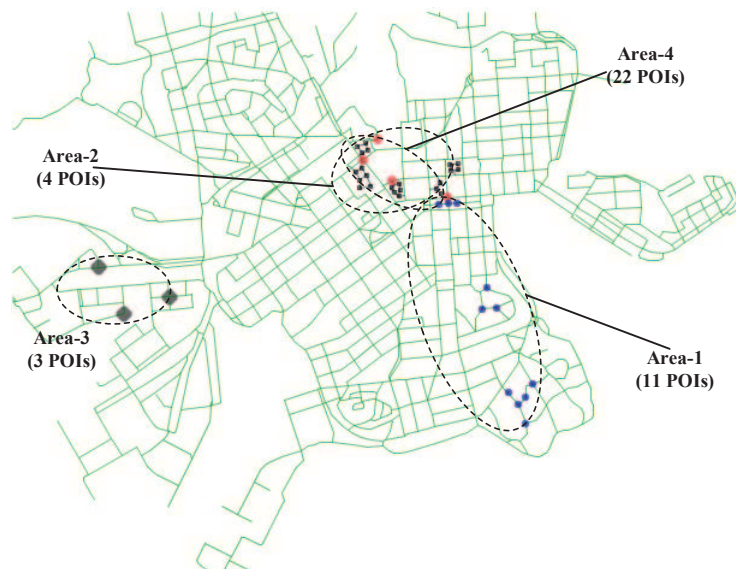 Area-4
(22 POIs)
Area-2
(4 POIs)
Area-3
(3 POIs)
Area-1
(11 POIs)